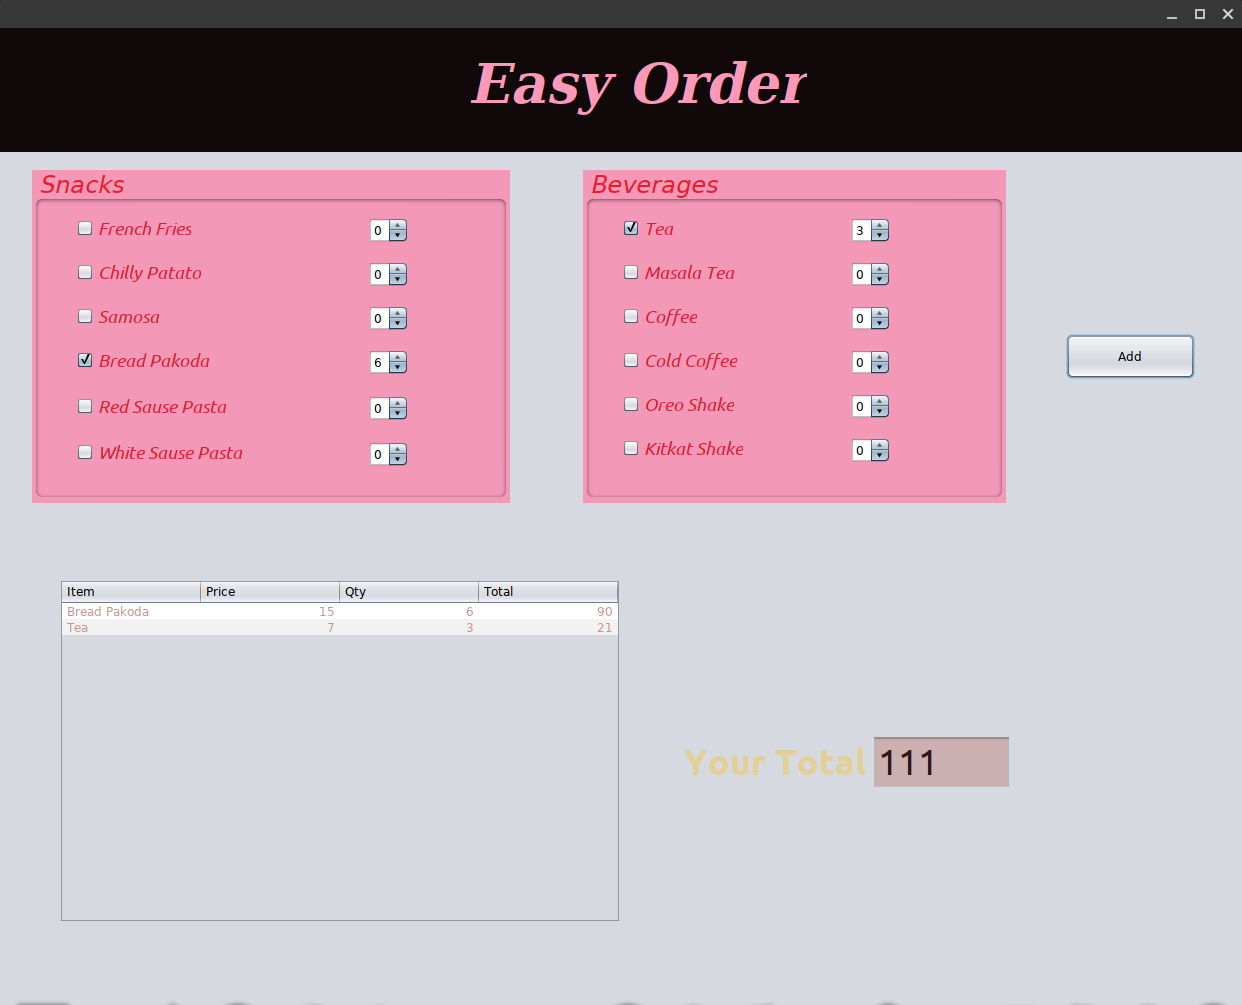 Easy Order
Snacks
French Fries 0
Chilly Patato 0
Samosa 0
Bread Pakoda 6
Red Sause Pasta 0
White Sause Pasta 0
Beverages
Tea 3
Masala Tea 0
Coffee 0
Cold Coffee 0
Oreo Shake 0
Kitkat Shake 0
Add
Item Price Qty Total
Bread Pakoda 15 6 90
Tea 7 3 21
Your Total 111